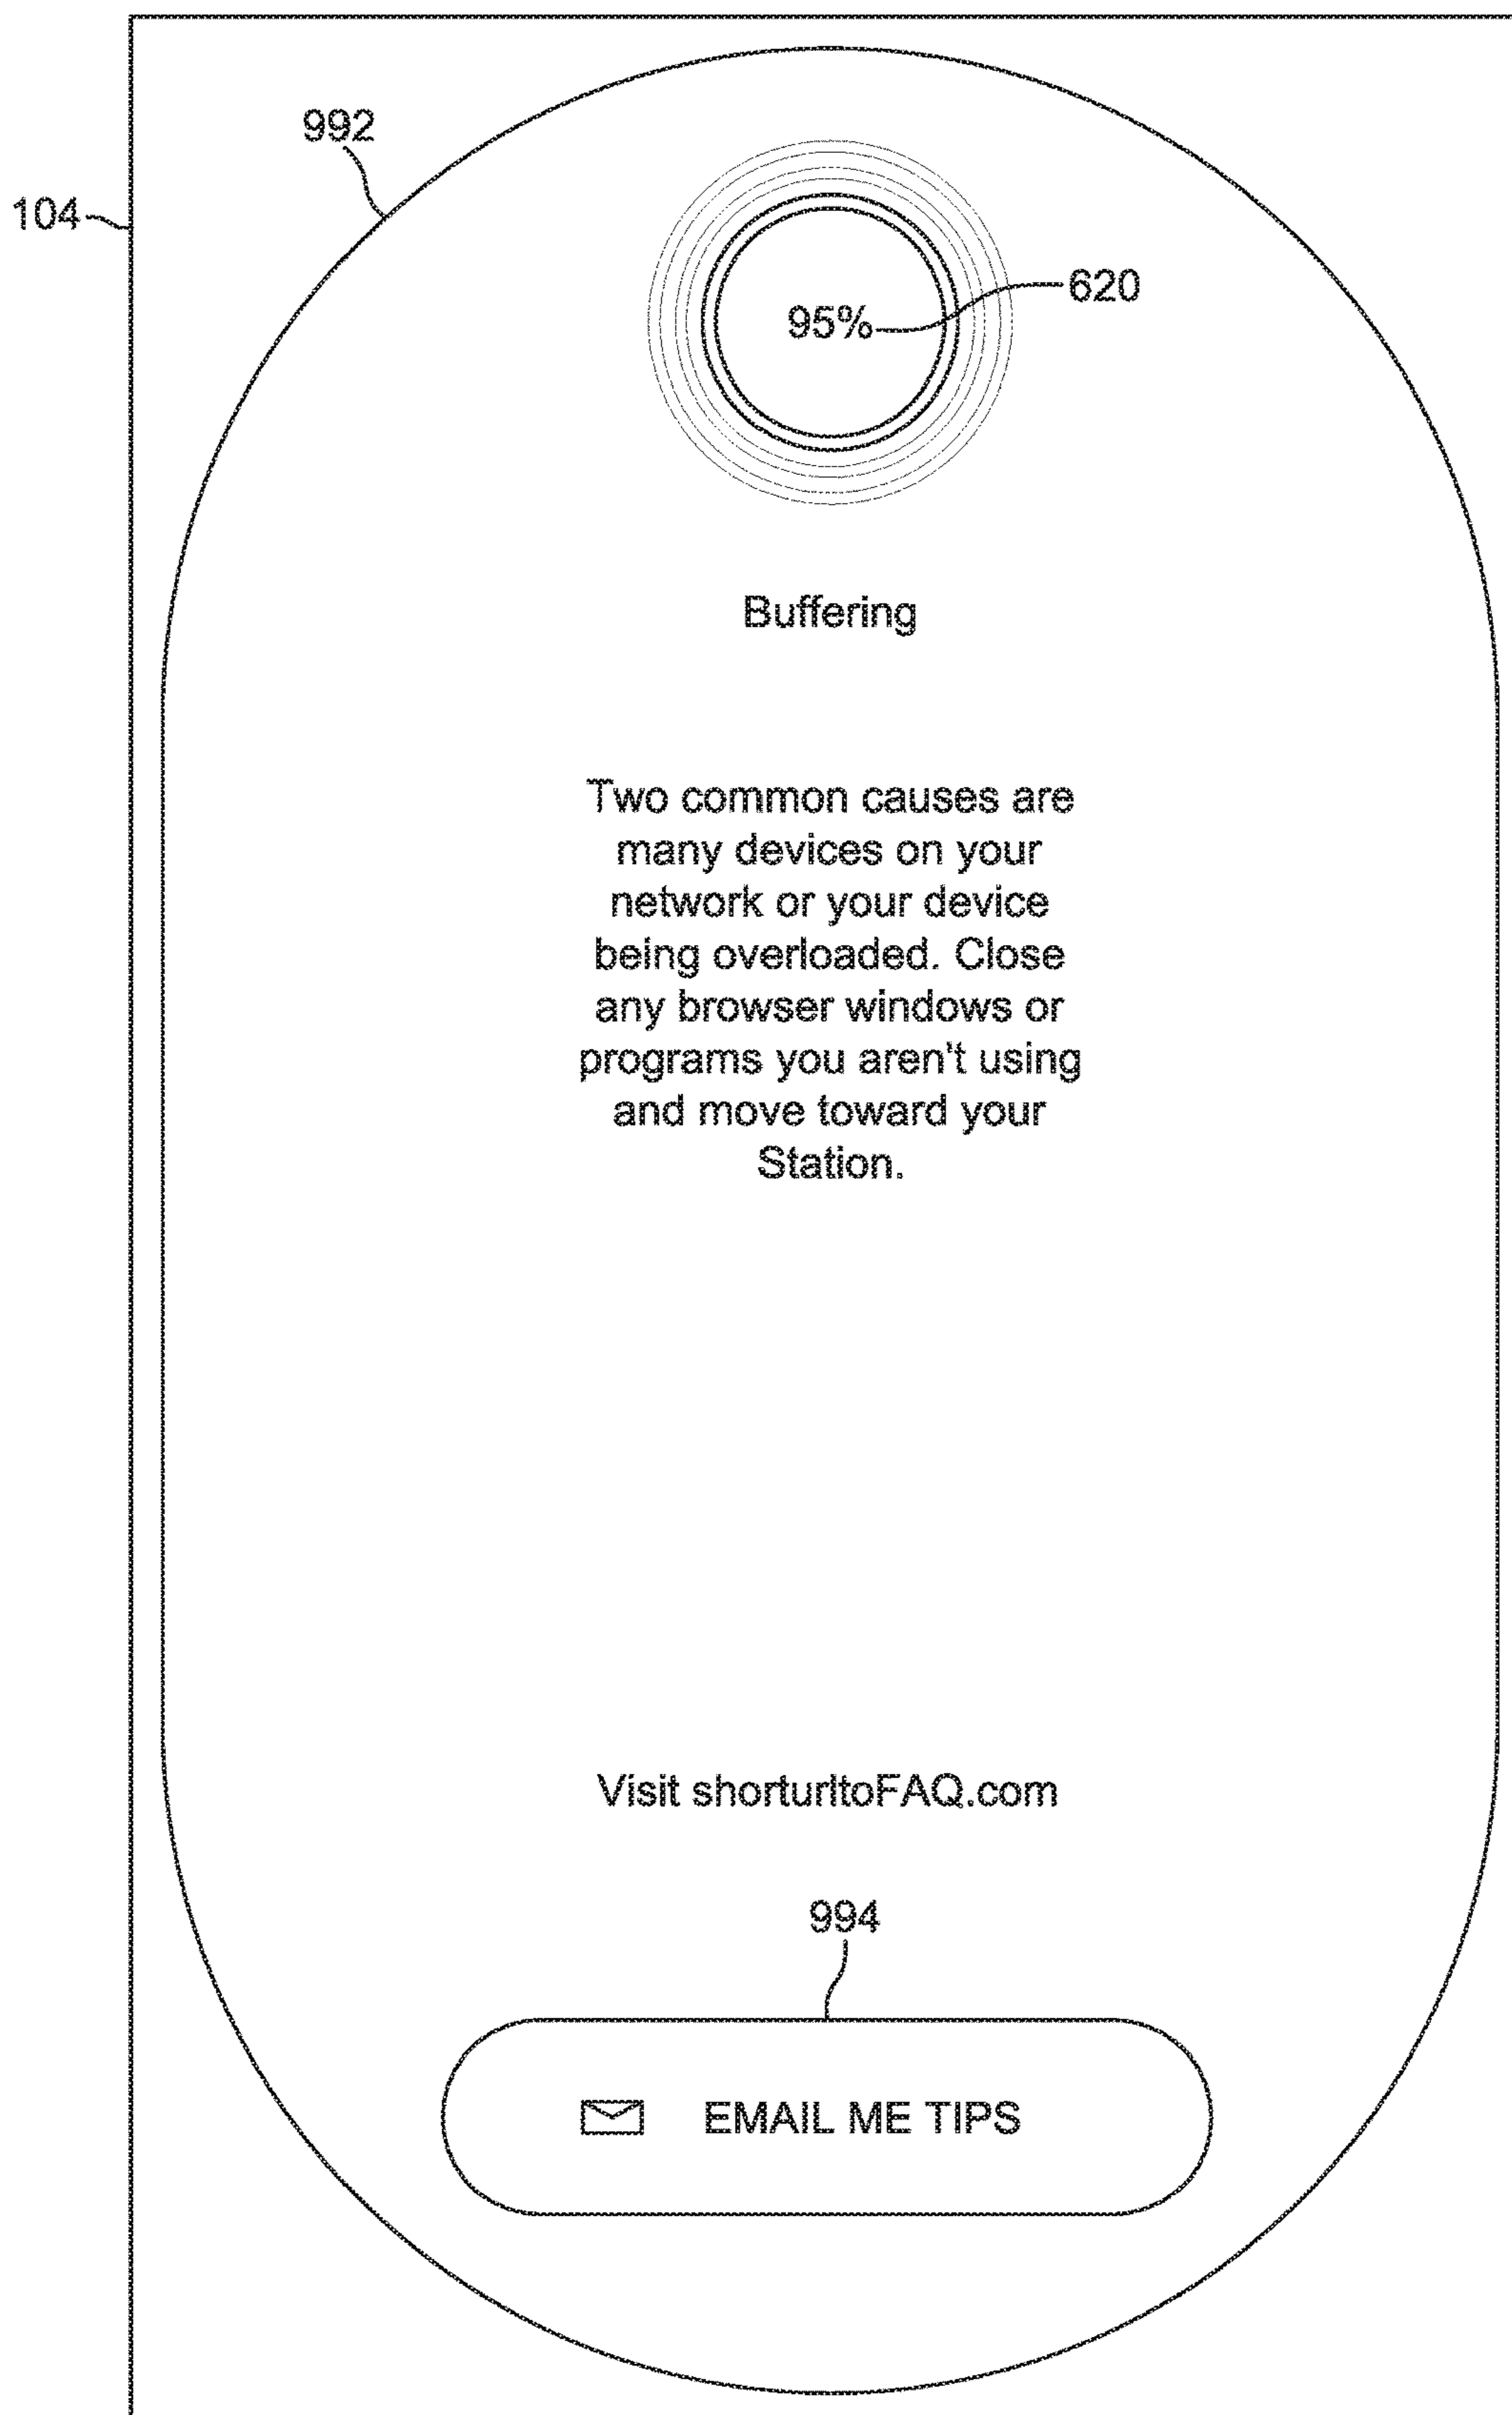 992
104
620
95%
Buffering
Two common causes are
many devices on your
network or your device
being overloaded. Close
any browser windows or
programs you aren't using
and move toward your
Station.
Visit shorturltoFAQ.com
994
EMAIL ME TIPS